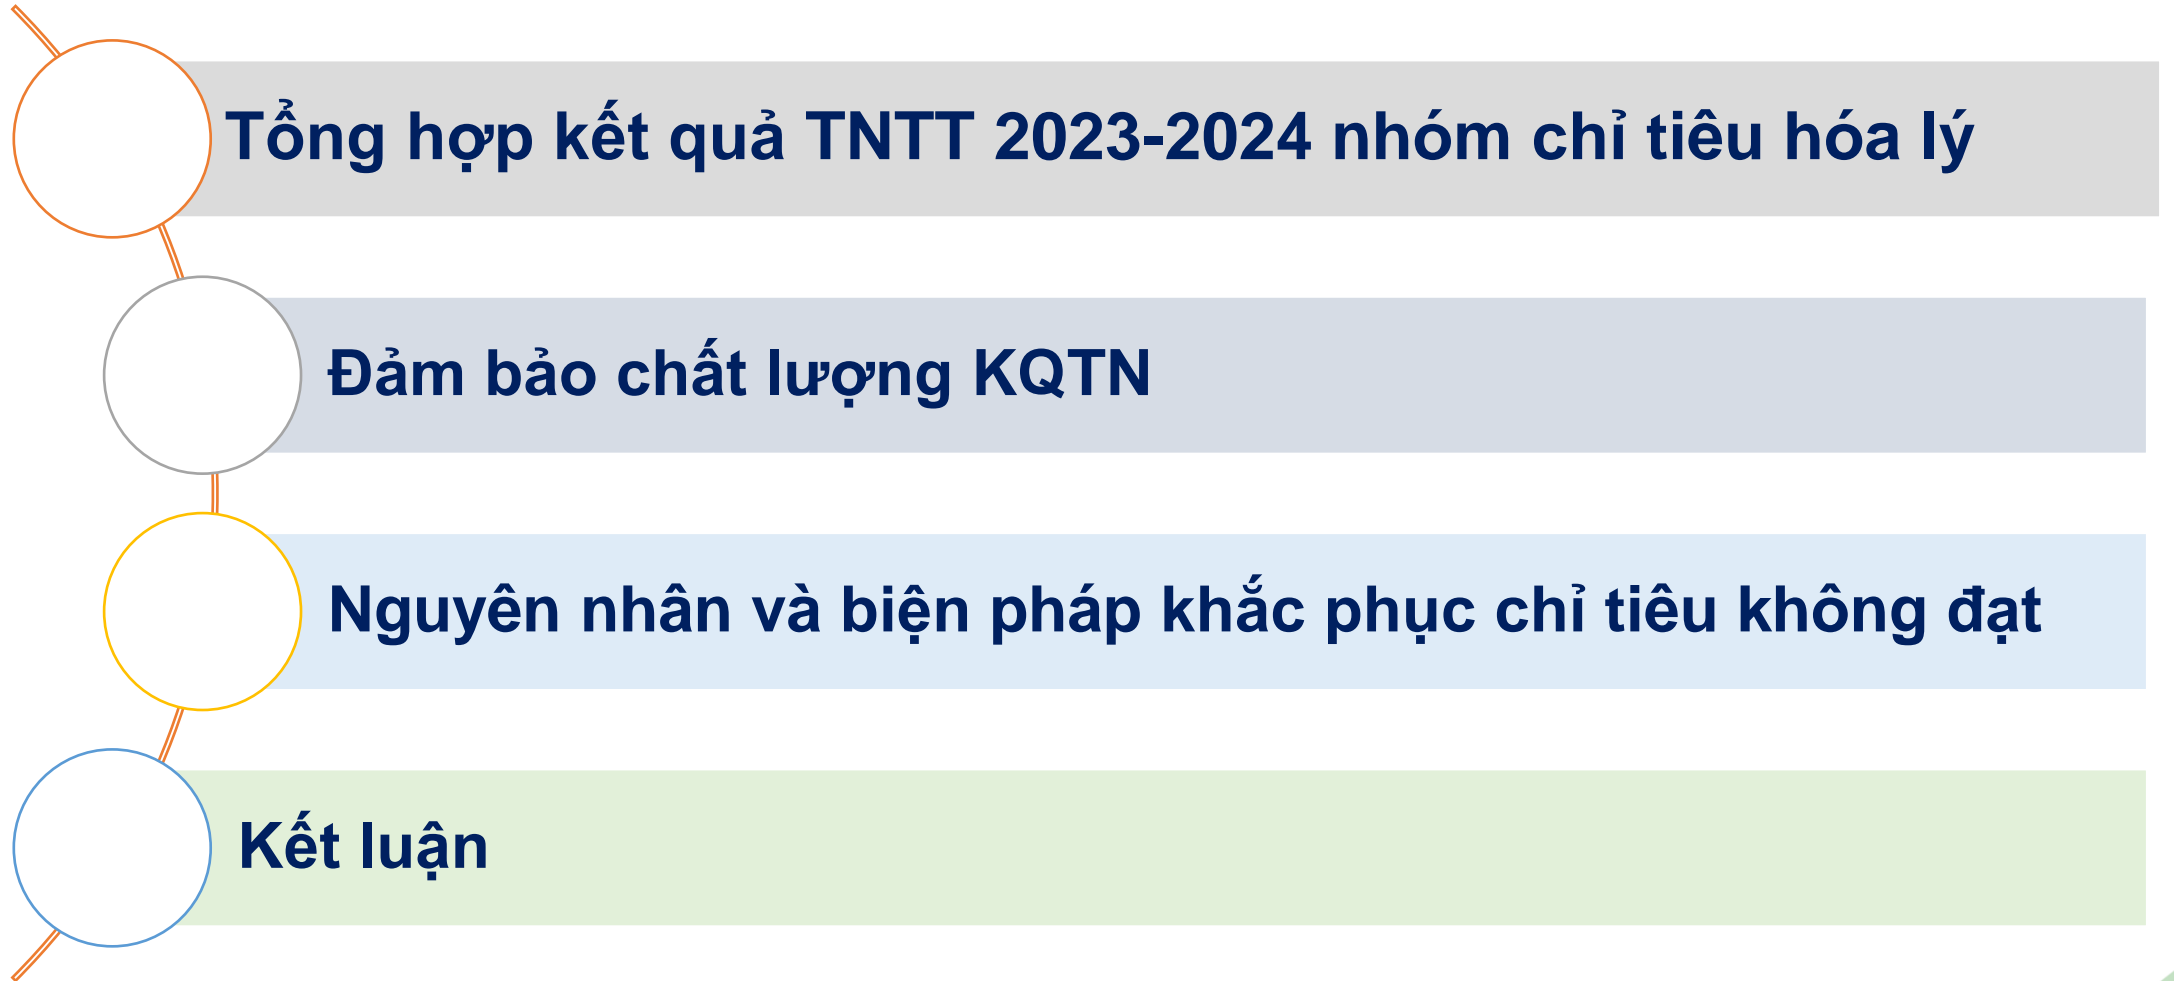 Tổng hợp kết quả TNTT 2023-2024 nhóm chỉ tiêu hóa lý
Đảm bảo chất lượng KQTN
Nguyên nhân và biện pháp khắc phục chỉ tiêu không đạt
Kết luận